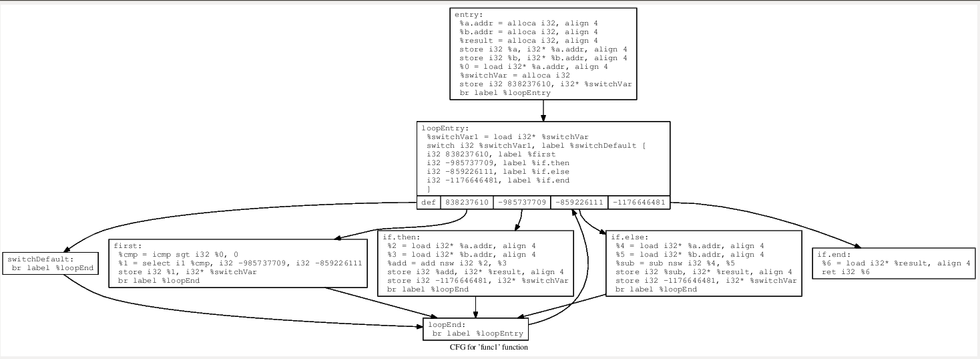 entry:
%a.addr = alloca i32, align 4
%b.addr = alloca i32, align 4
%result = alloca i32, align 4
store i32 %a, i32* %a.addr, align 4
store i32 %b, i32* %b.addr, align 4
%0 = load i32* %a.addr, align 4
%switchVar = alloca i32
store i32 838237610, i32* %switchVar
br label %loopEntry
loopEntry:
%switchVar1 = load i32* %switchVar
switch i32 %switchVar1, label %switchDefault [
i32 838237610, label %first
i32 -985737709, label %if.then
i32 -859226111, label %if.else
i32 -1176646481, label %if.end
]
def 838237610 -985737709 -859226111 -1176646481
switchDefault:
br label %loopEnd
first:
%cmp = icmp sgt i32 %0, 0
%1 = select i1 %cmp, i32 -985737709, i32 -859226111
store i32 %1, i32* %switchVar
br label %loopEnd
if.then:
%2 = load i32* %a.addr, align 4
%3 = load i32* %b.addr, align 4
%add = add nsw i32 %2, %3
store i32 %add, i32* %result, align 4
store i32 -1176646481, i32* %switchVar
br label %loopEnd
if.else:
%4 = load i32* %a.addr, align 4
%5 = load i32* %b.addr, align 4
%sub = sub nsw i32 %4, %5
store i32 %sub, i32* %result, align 4
store i32 -1176646481, i32* %switchVar
br label %loopEnd
if.end:
%6 = load i32* %result, align 4
ret i32 %6
loopEnd:
br label %loopEntry
CFG for 'func1' function